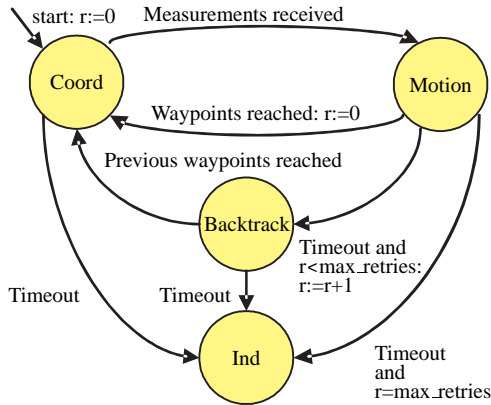 start: r:=0
Measurements received
Coord
Motion
Waypoints reached: r:=0
Previous waypoints reached
Backtrack
Timeout and
r<max_retries:
r:=r+1
Timeout
Timeout
Ind
Timeout
and
r=max_retries